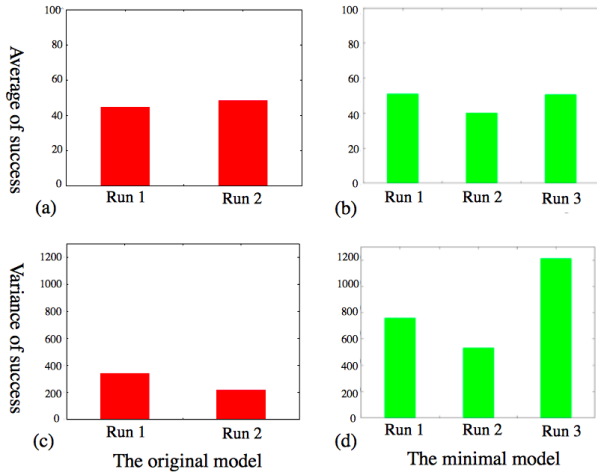 100
80
60
40
20
0
Average of success
Run 1
Run 2
(a)
100
80
60
40
20
0
Run 1
Run 2
Run 3
(b)
1200
1000
800
600
400
200
0
Variance of success
Run 1
Run 2
(c)
The original model
1200
1000
800
600
400
200
0
Run 1
Run 2
Run 3
(d)
The minimal model